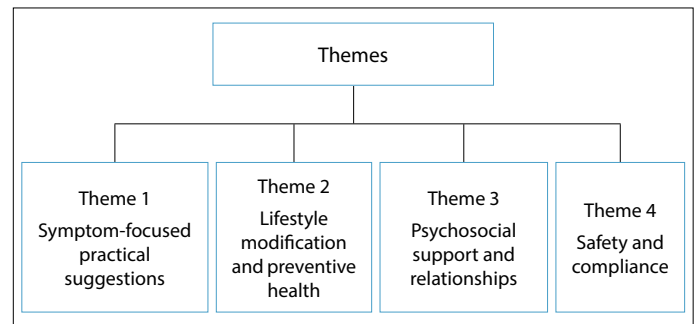 Themes
Theme 1
Symptom-focused
practical
suggestions
Theme 2
Lifestyle
modification
and preventive
health
Theme 3
Psychosocial
support and
relationships
Theme 4
Safety and
compliance